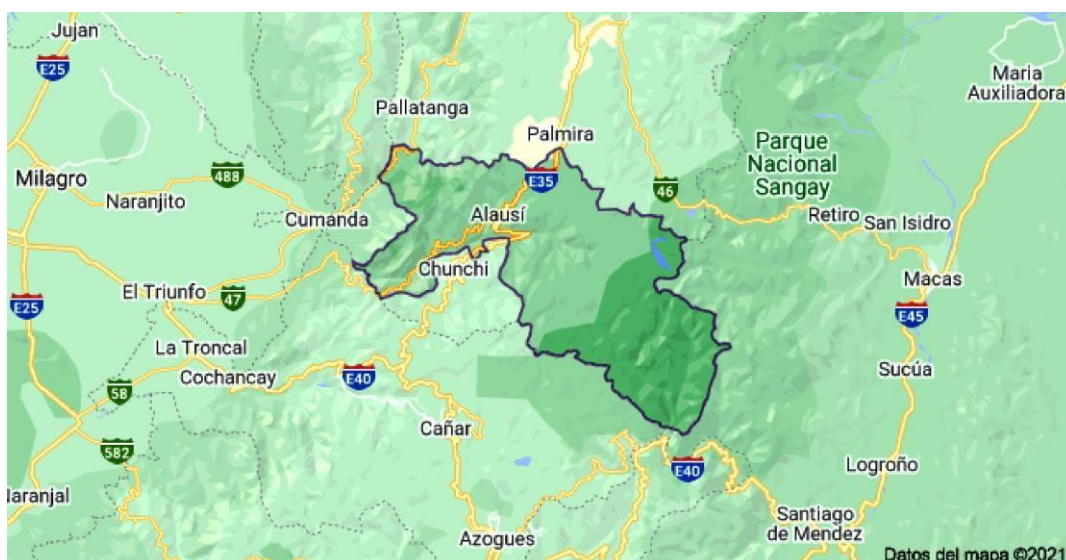 Jujan
E25
Pallatanga
Palmira
Maria
Auxiliadora
Parque
Nacional
Sangay
Milagro
488
Naranjito
Cumanda
Alausí
E35
46
Retiro
San Isidro
Chunchi
Macas
El Triunfo
47
E25
E45
La Troncal
Cochancay
E40
Sucúa
58
Cañar
582
E40
Logroño
Naranjal
Azogues
Santiago
de Mendez
Datos del mapa ©2021